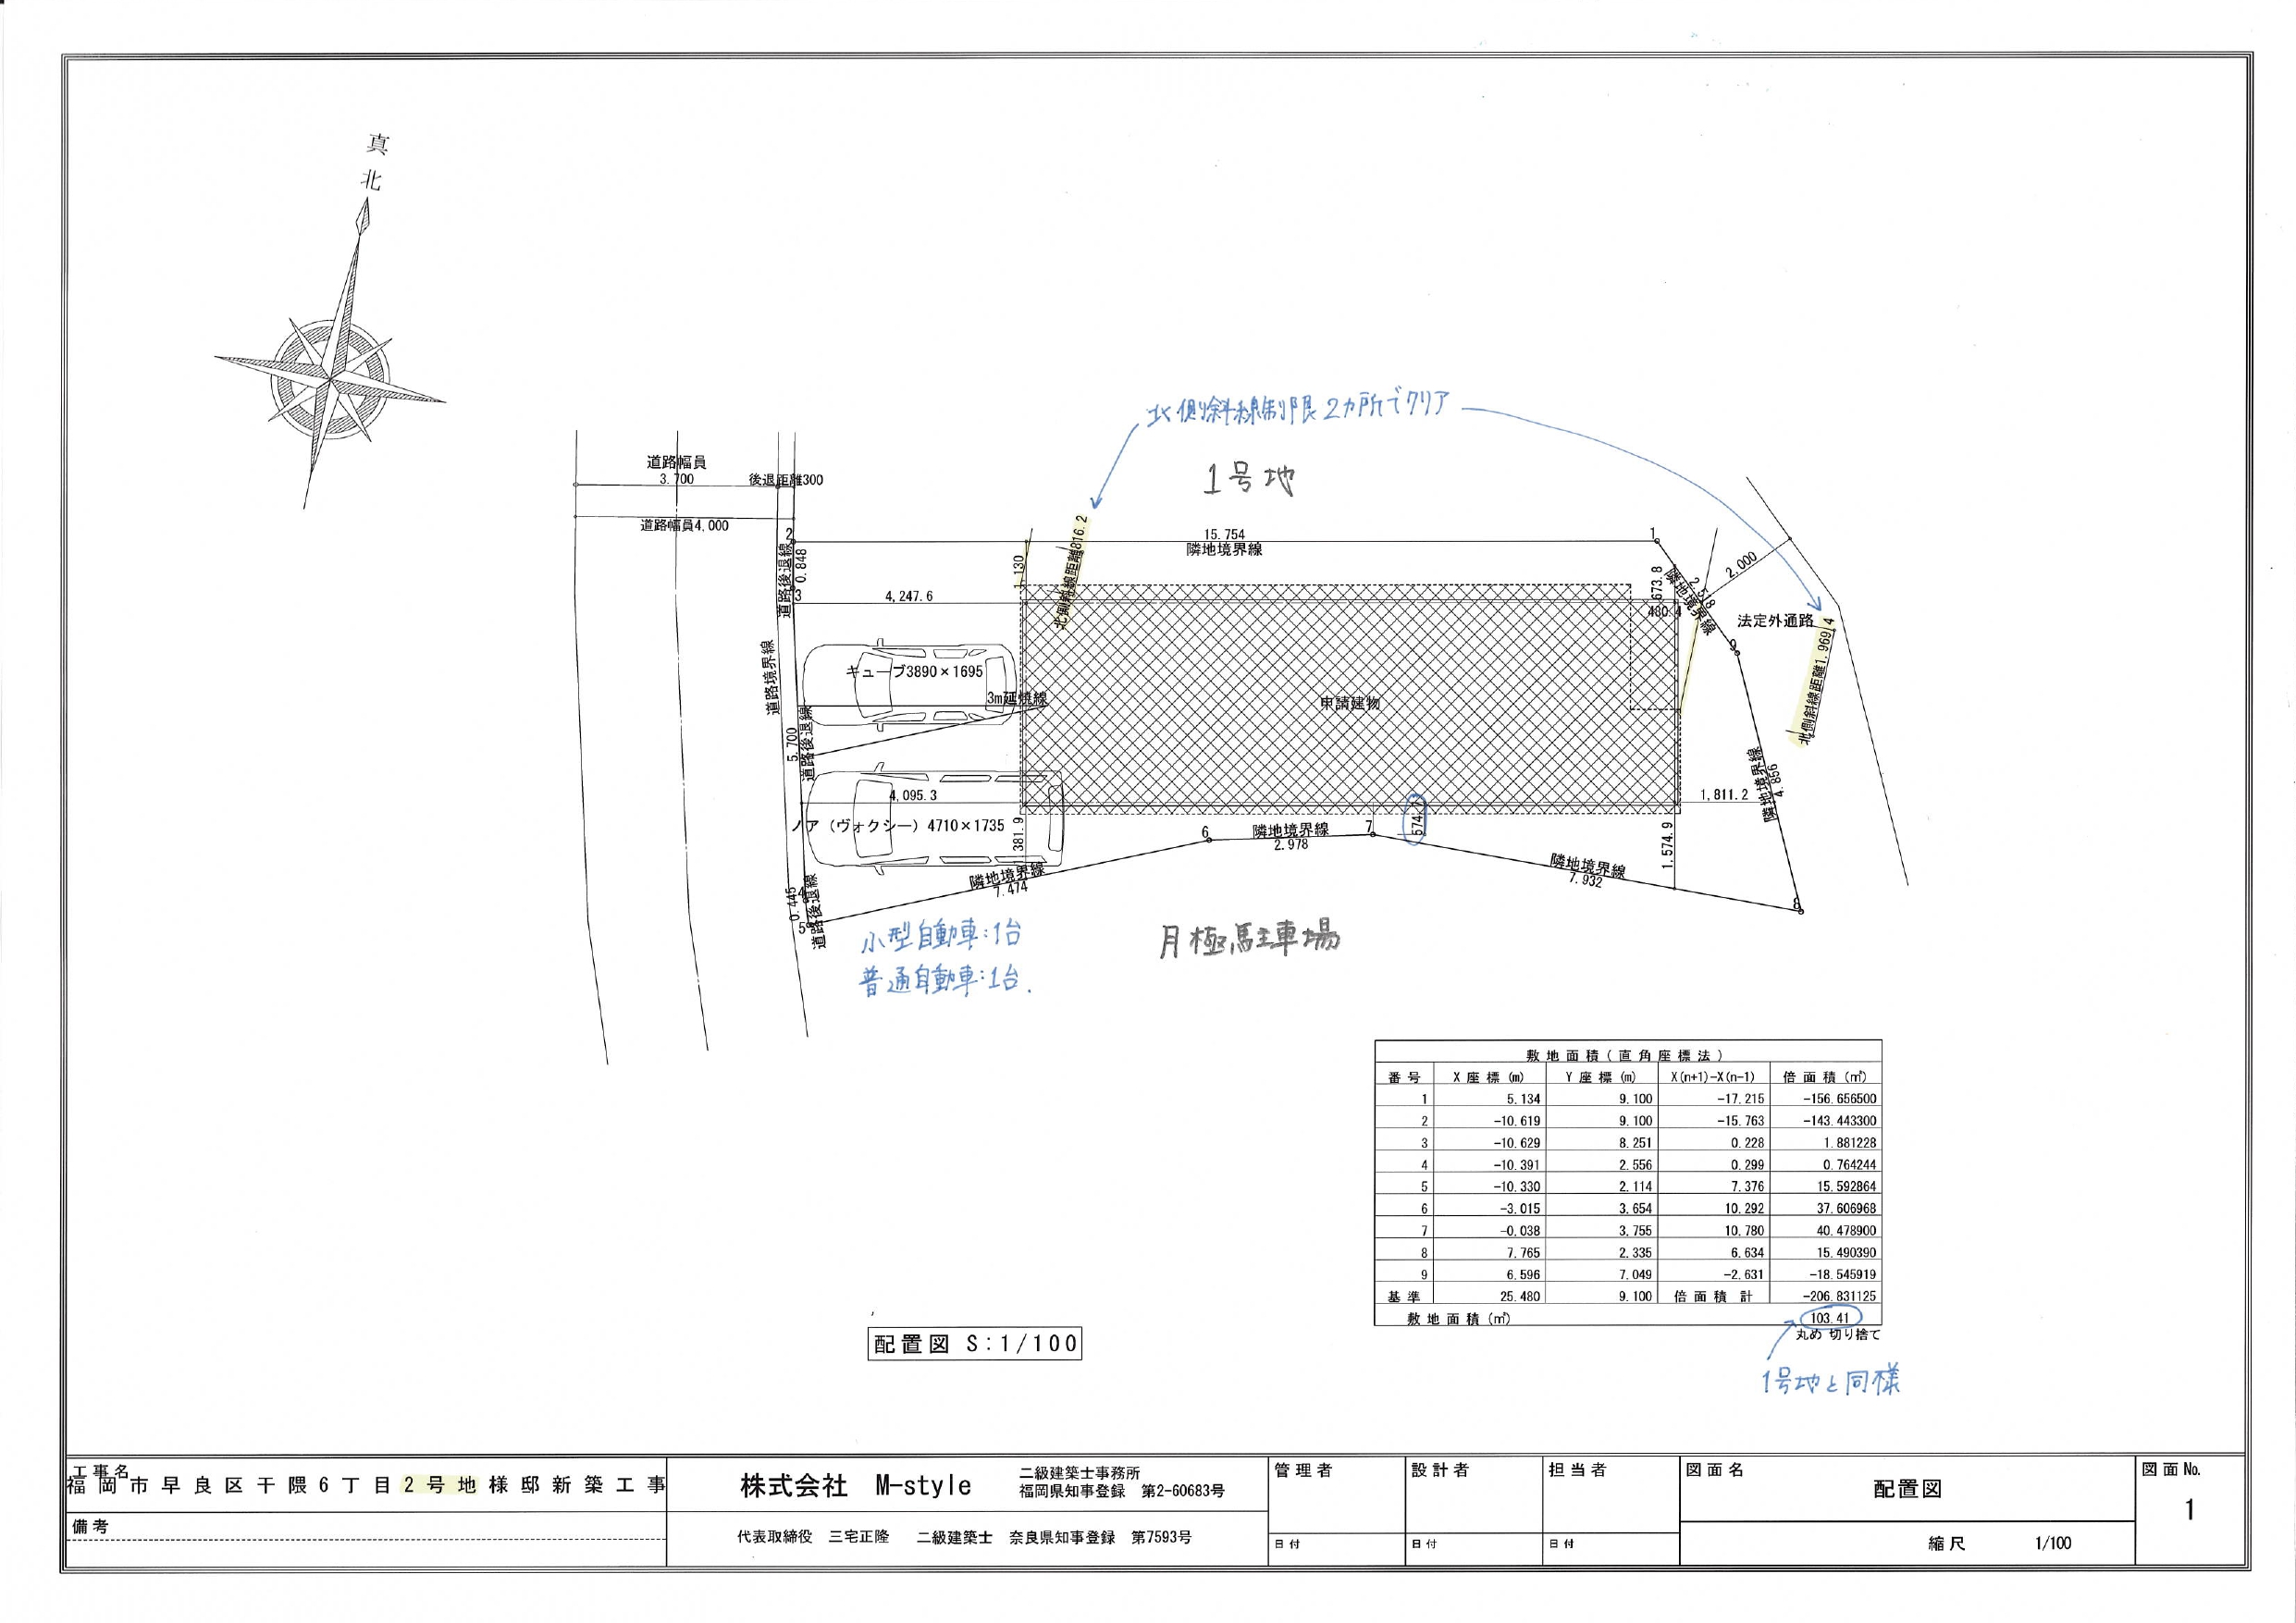 真
北
北側斜線制限2カ所でクリア
1号地
道路幅員
3.700
後退距離300
道路幅員4,000
2
15.754
隣地境界線
1
道路後退線
0.848
3
1,130
北側斜線距離816.2
673.8
480.4
隣地境界線
2.518
2,000
法定外通路
9
北側斜線距離1,969.4
4,247.6
道路境界線
キューブ3890×1695
3m延焼線
申請建物
5.700
道路後退線
隣地境界線
4.856
4,095.3
1,811.2
ノア（ヴォクシー）4710×1735
381.9
574.7
6
隣地境界線
2.978
7
1,574.9
隣地境界線
7.932
8
隣地境界線
7.474
0.445
4
5
道路後退線
小型自動車:1台
普通自動車:1台.
月極駐車場
敷地面積(直角座標法)
番号 X座標(m) Y座標(m) X(n+1)-X(n-1) 倍面積(㎡)
1 5.134 9.100 -17.215 -156.656500
2 -10.619 9.100 -15.763 -143.443300
3 -10.629 8.251 0.228 1.881228
4 -10.391 2.556 0.299 0.764244
5 -10.330 2.114 7.376 15.592864
6 -3.015 3.654 10.292 37.606968
7 -0.038 3.755 10.780 40.478900
8 7.765 2.335 6.634 15.490390
9 6.596 7.049 -2.631 -18.545919
基準 25.480 9.100 倍面積計 -206.831125
敷地面積(㎡) 103.41
丸め 切り捨て
1号地と同様
配置図 S:1/100
工事名
福岡市早良区干隈6丁目2号地様邸新築工事
備考
株式会社 M-style
二級建築士事務所
福岡県知事登録 第2-60683号
代表取締役 三宅正隆 二級建築士 奈良県知事登録 第7593号
管理者
日付
設計者
日付
担当者
日付
図面名
配置図
縮尺 1/100
図面No.
1